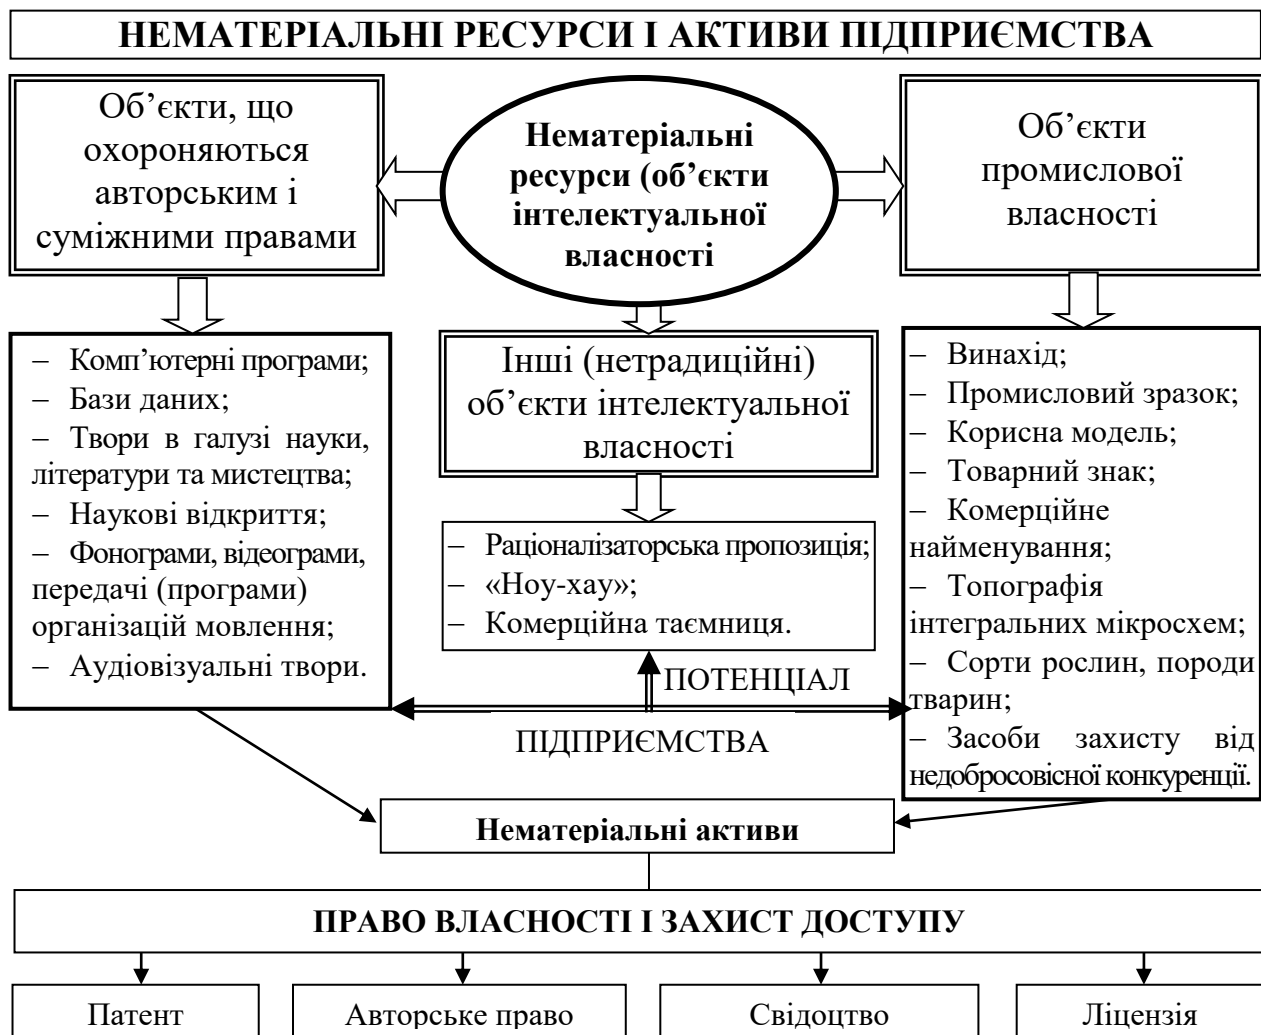 НЕМАТЕРІАЛЬНІ РЕСУРСИ І АКТИВИ ПІДПРИЄМСТВА
Об’єкти, що
охороняються
авторським і
суміжними правами
Нематеріальні
ресурси (об’єкти
інтелектуальної
власності
Об’єкти
промислової
власності
– Комп’ютерні програми;
– Бази даних;
– Твори в галузі науки,
літератури та мистецтва;
– Наукові відкриття;
– Фонограми, відеограми,
передачі (програми)
організацій мовлення;
– Аудіовізуальні твори.
Інші (нетрадиційні)
об’єкти інтелектуальної
власності
– Раціоналізаторська пропозиція;
– «Ноу-хау»;
– Комерційна таємниця.
– Винахід;
– Промисловий зразок;
– Корисна модель;
– Товарний знак;
– Комерційне
найменування;
– Топографія
інтегральних мікросхем;
– Сорти рослин, породи
тварин;
– Засоби захисту від
недобросовісної конкуренції.
ПОТЕНЦІАЛ
ПІДПРИЄМСТВА
Нематеріальні активи
ПРАВО ВЛАСНОСТІ І ЗАХИСТ ДОСТУПУ
Патент
Авторське право
Свідоцтво
Ліцензія